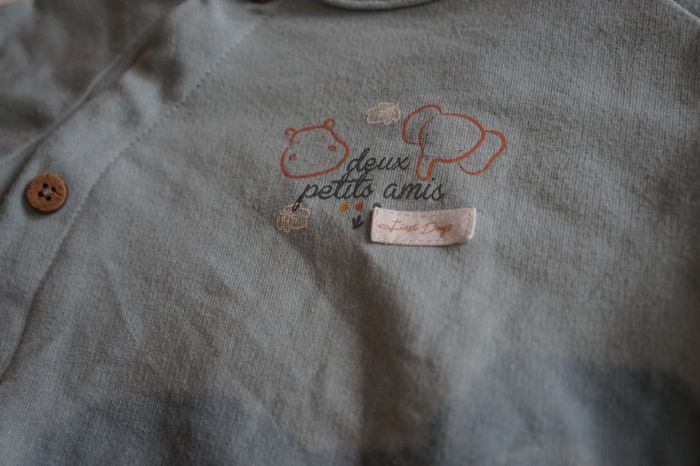 deux
petits amis
First Days